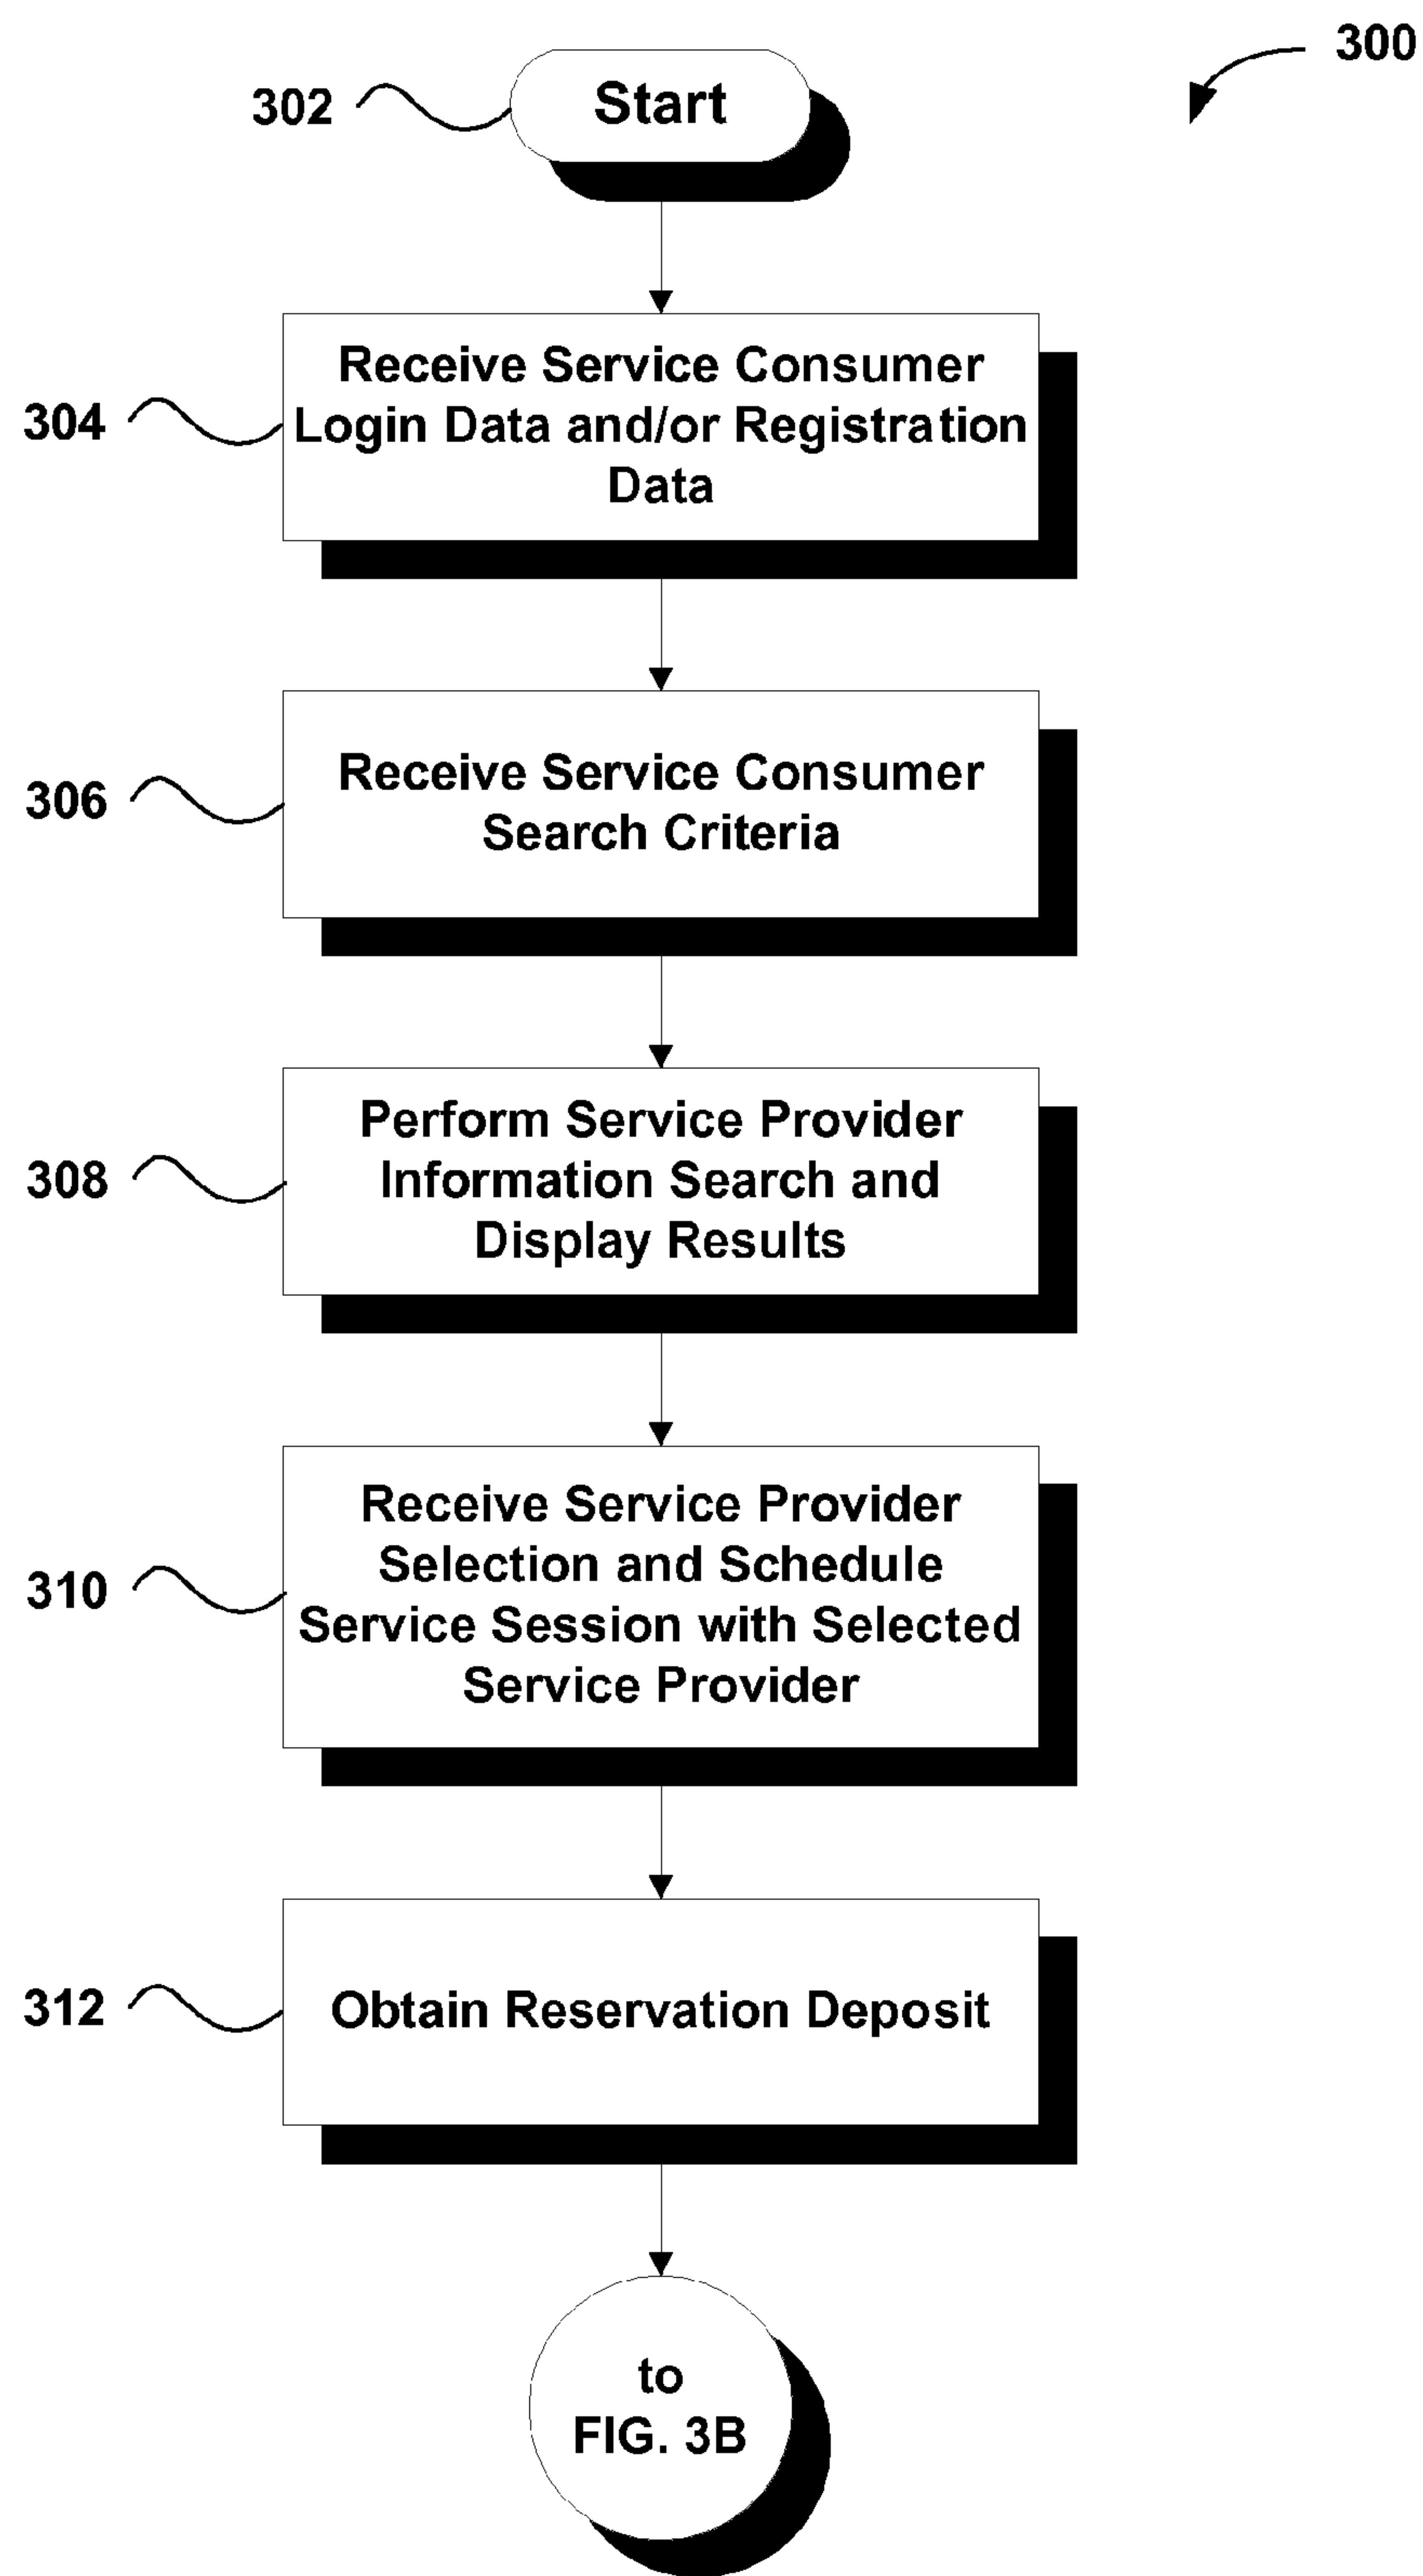 300
302
Start
304
Receive Service Consumer
Login Data and/or Registration
Data
306
Receive Service Consumer
Search Criteria
308
Perform Service Provider
Information Search and
Display Results
310
Receive Service Provider
Selection and Schedule
Service Session with Selected
Service Provider
312
Obtain Reservation Deposit
to
FIG. 3B